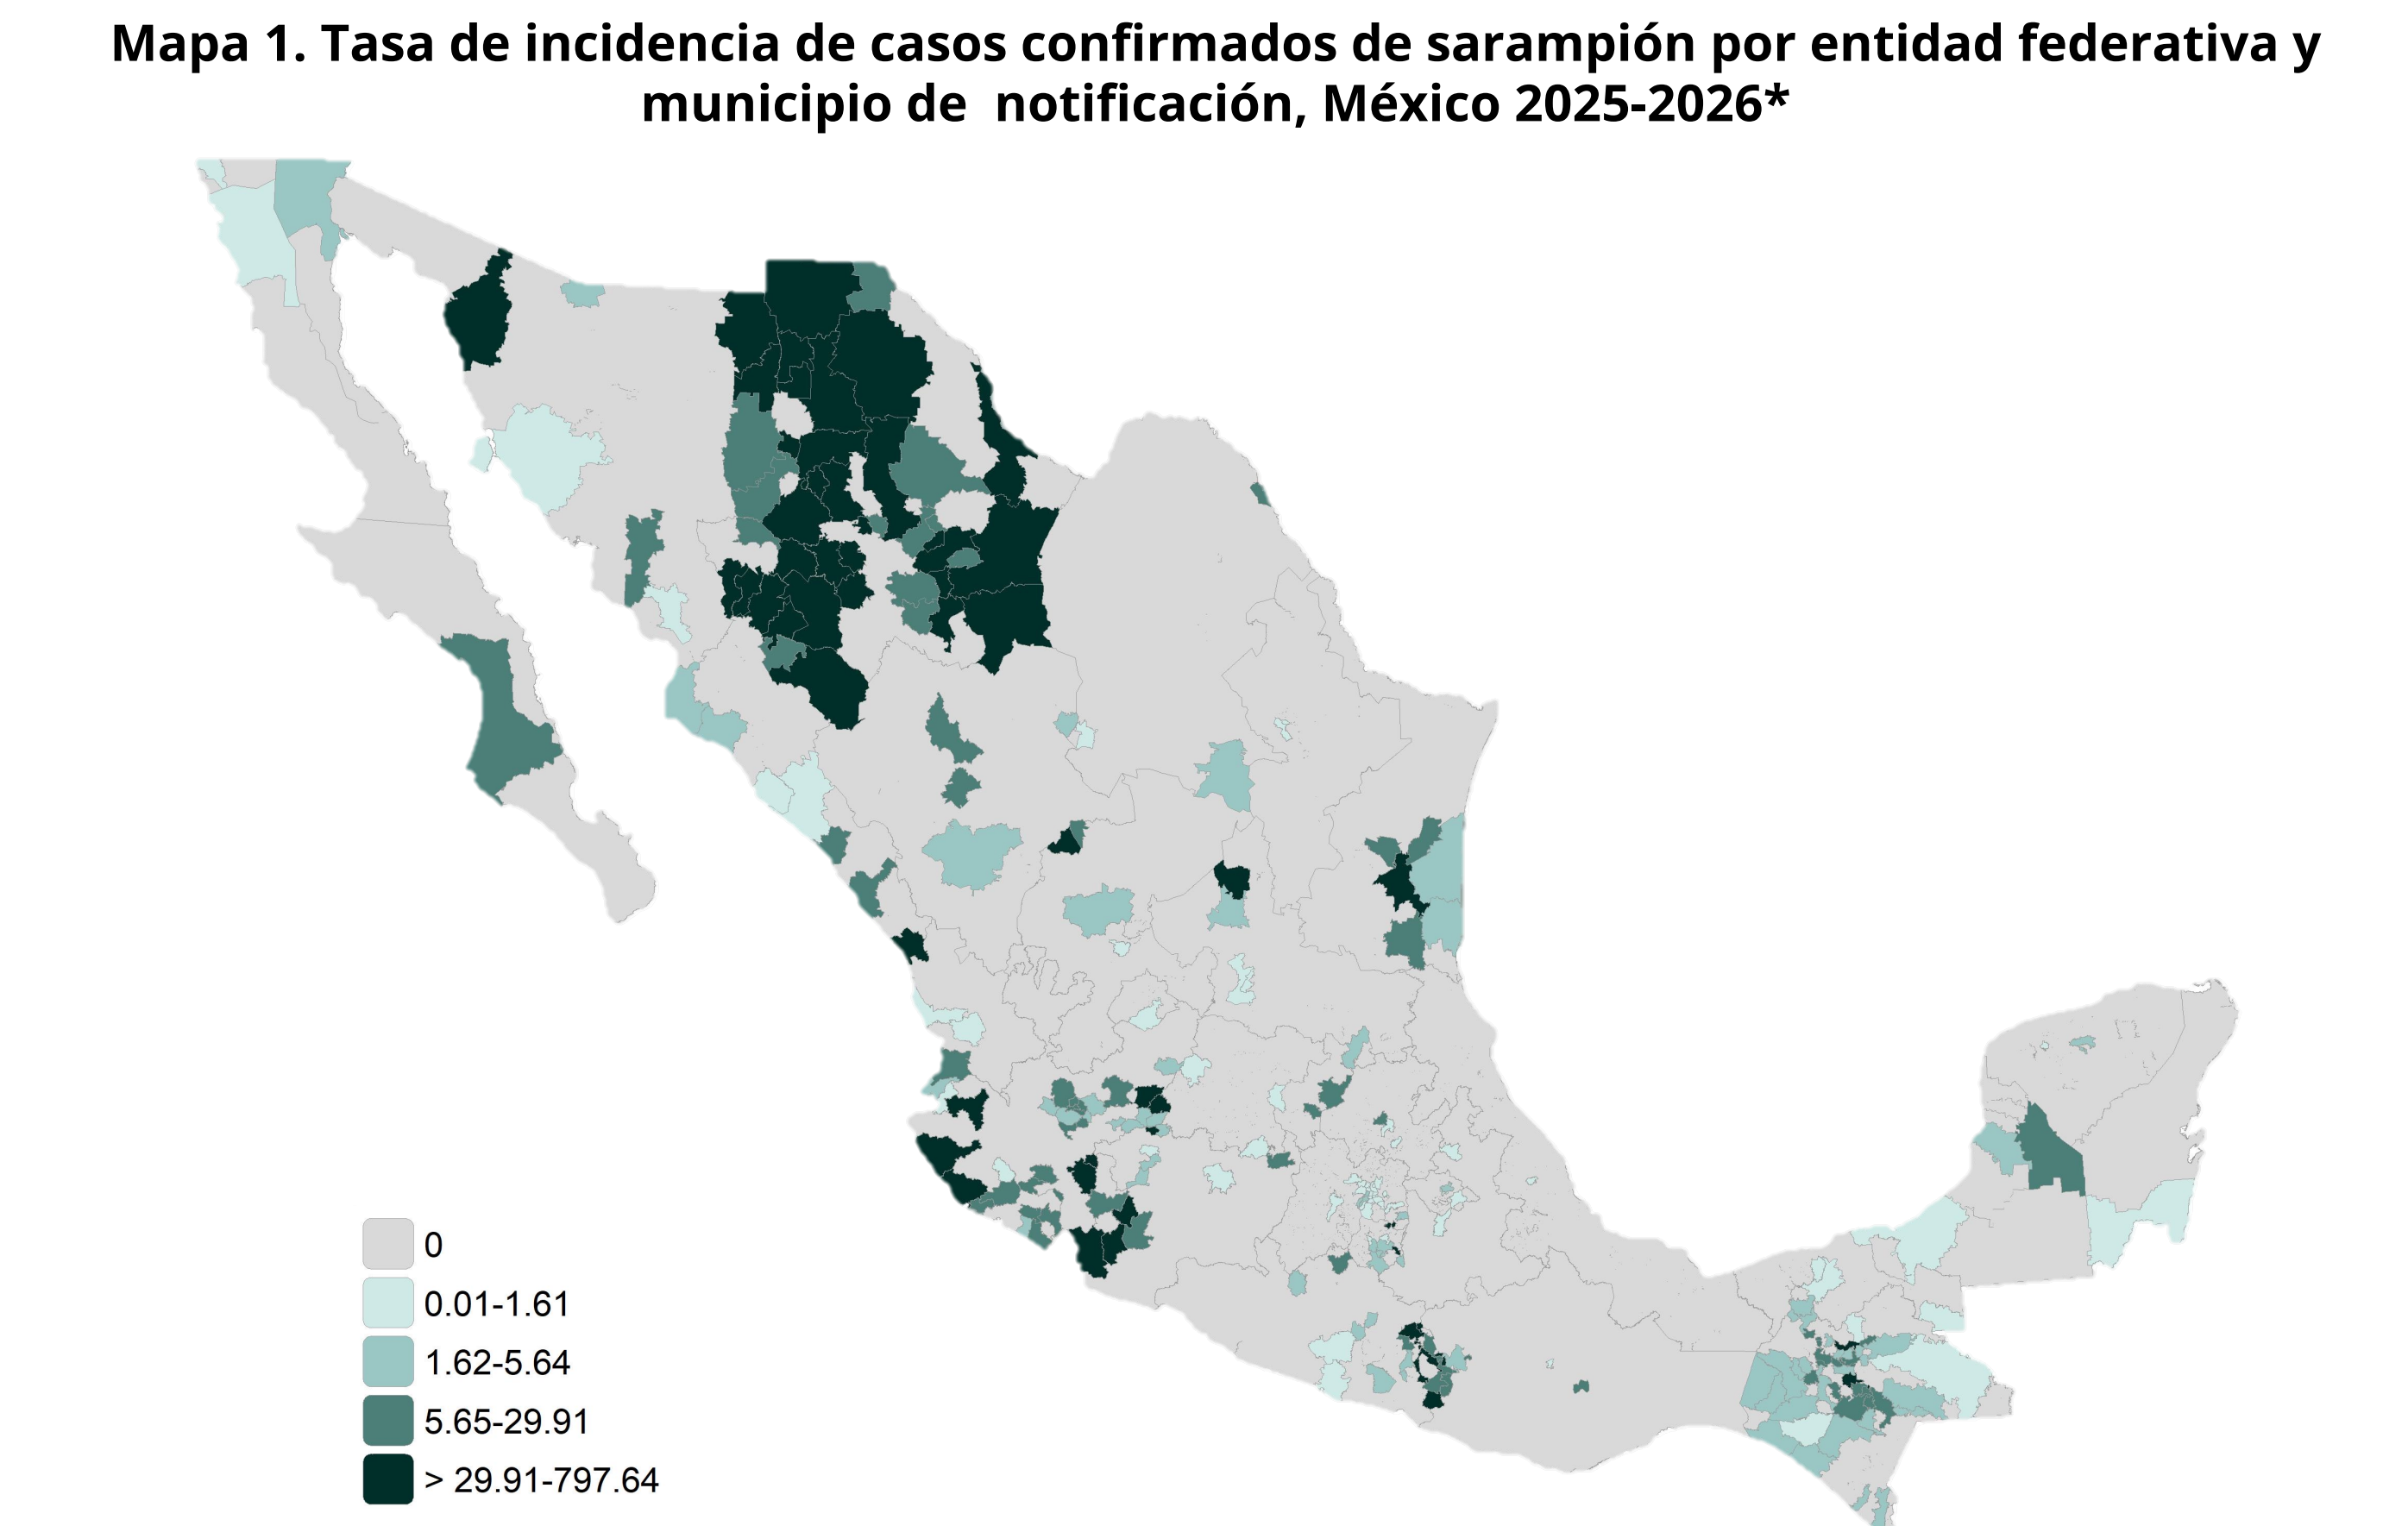 Mapa 1. Tasa de incidencia de casos confirmados de sarampión por entidad federativa y
municipio de  notificación, México 2025-2026*
0
0.01-1.61
1.62-5.64
5.65-29.91
> 29.91-797.64